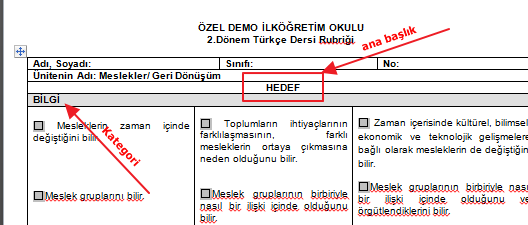 ÖZEL DEMO İLKÖĞRETİM OKULU
2.Dönem Türkçe Dersi Rubriği
ana başlık
Adı, Soyadı: Sınıfı: No:
Ünitenin Adı: Meslekler/ Geri Dönüşüm
HEDEF
BİLGİ
Kategori
Mesleklerin zaman içinde
değiştiğini bilir.
Meslek gruplarını bilir.
Toplumların ihtiyaçlarının
farklılaşmasının, farklı
mesleklerin ortaya çıkmasına
neden olduğunu bilir.
Meslek gruplarının birbiriyle
nasıl bir ilişki içinde olduğunu
bilir.
Zaman içerisinde kültürel, bilimsel
ekonomik ve teknolojik gelişmelere
bağlı olarak mesleklerin de değiştiğin
bilir.
Meslek gruplarının birbiriyle nası
bir ilişki içinde olduğunu v
örgütlendiklerini bilir.